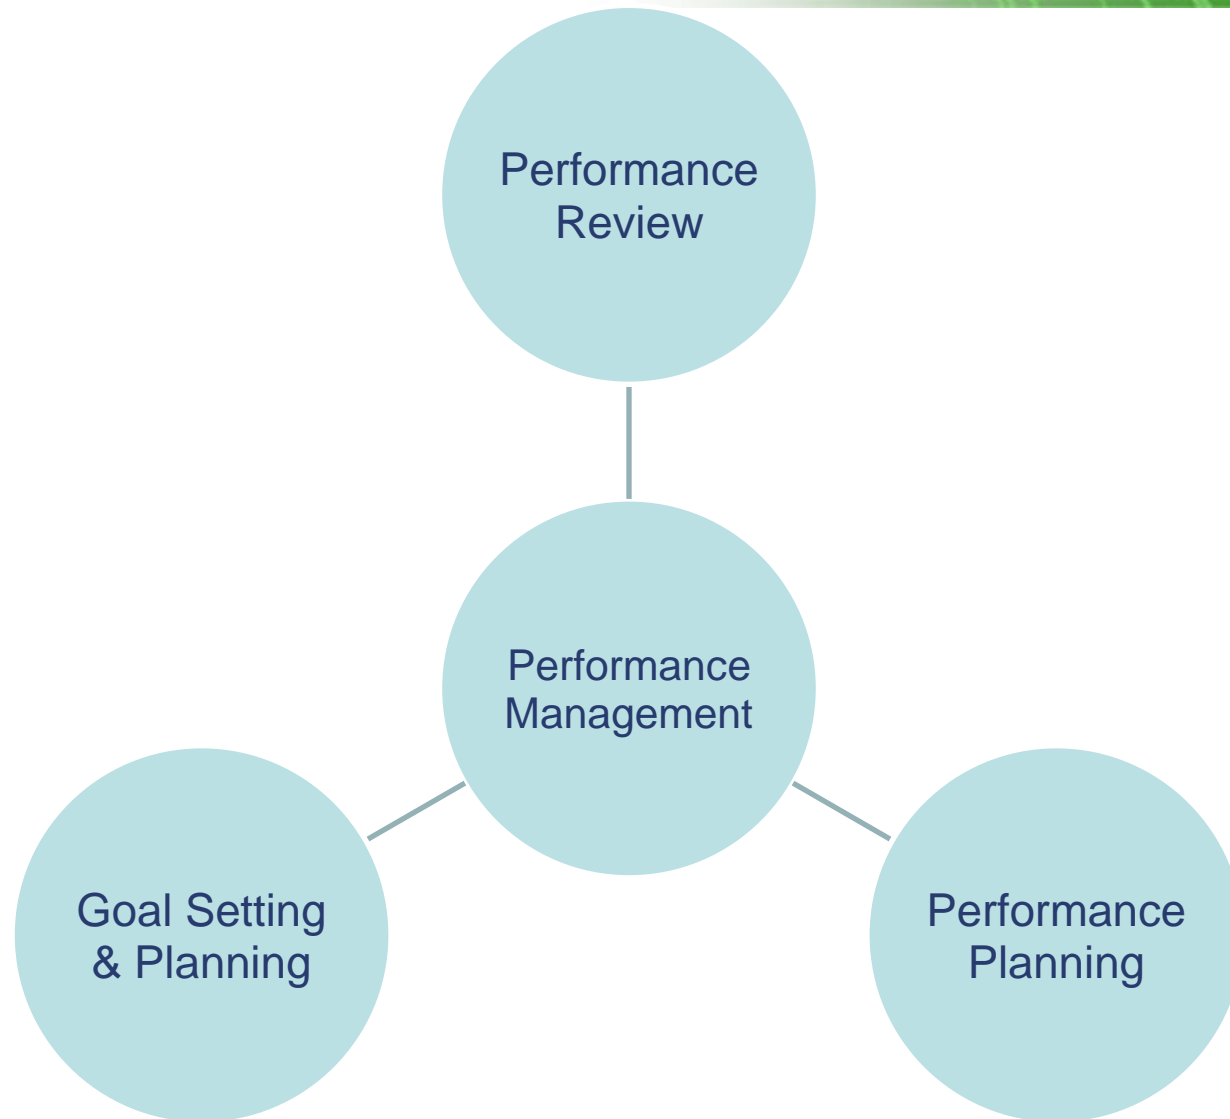 Performance
Review
Performance
Management
Goal Setting
& Planning
Performance
Planning